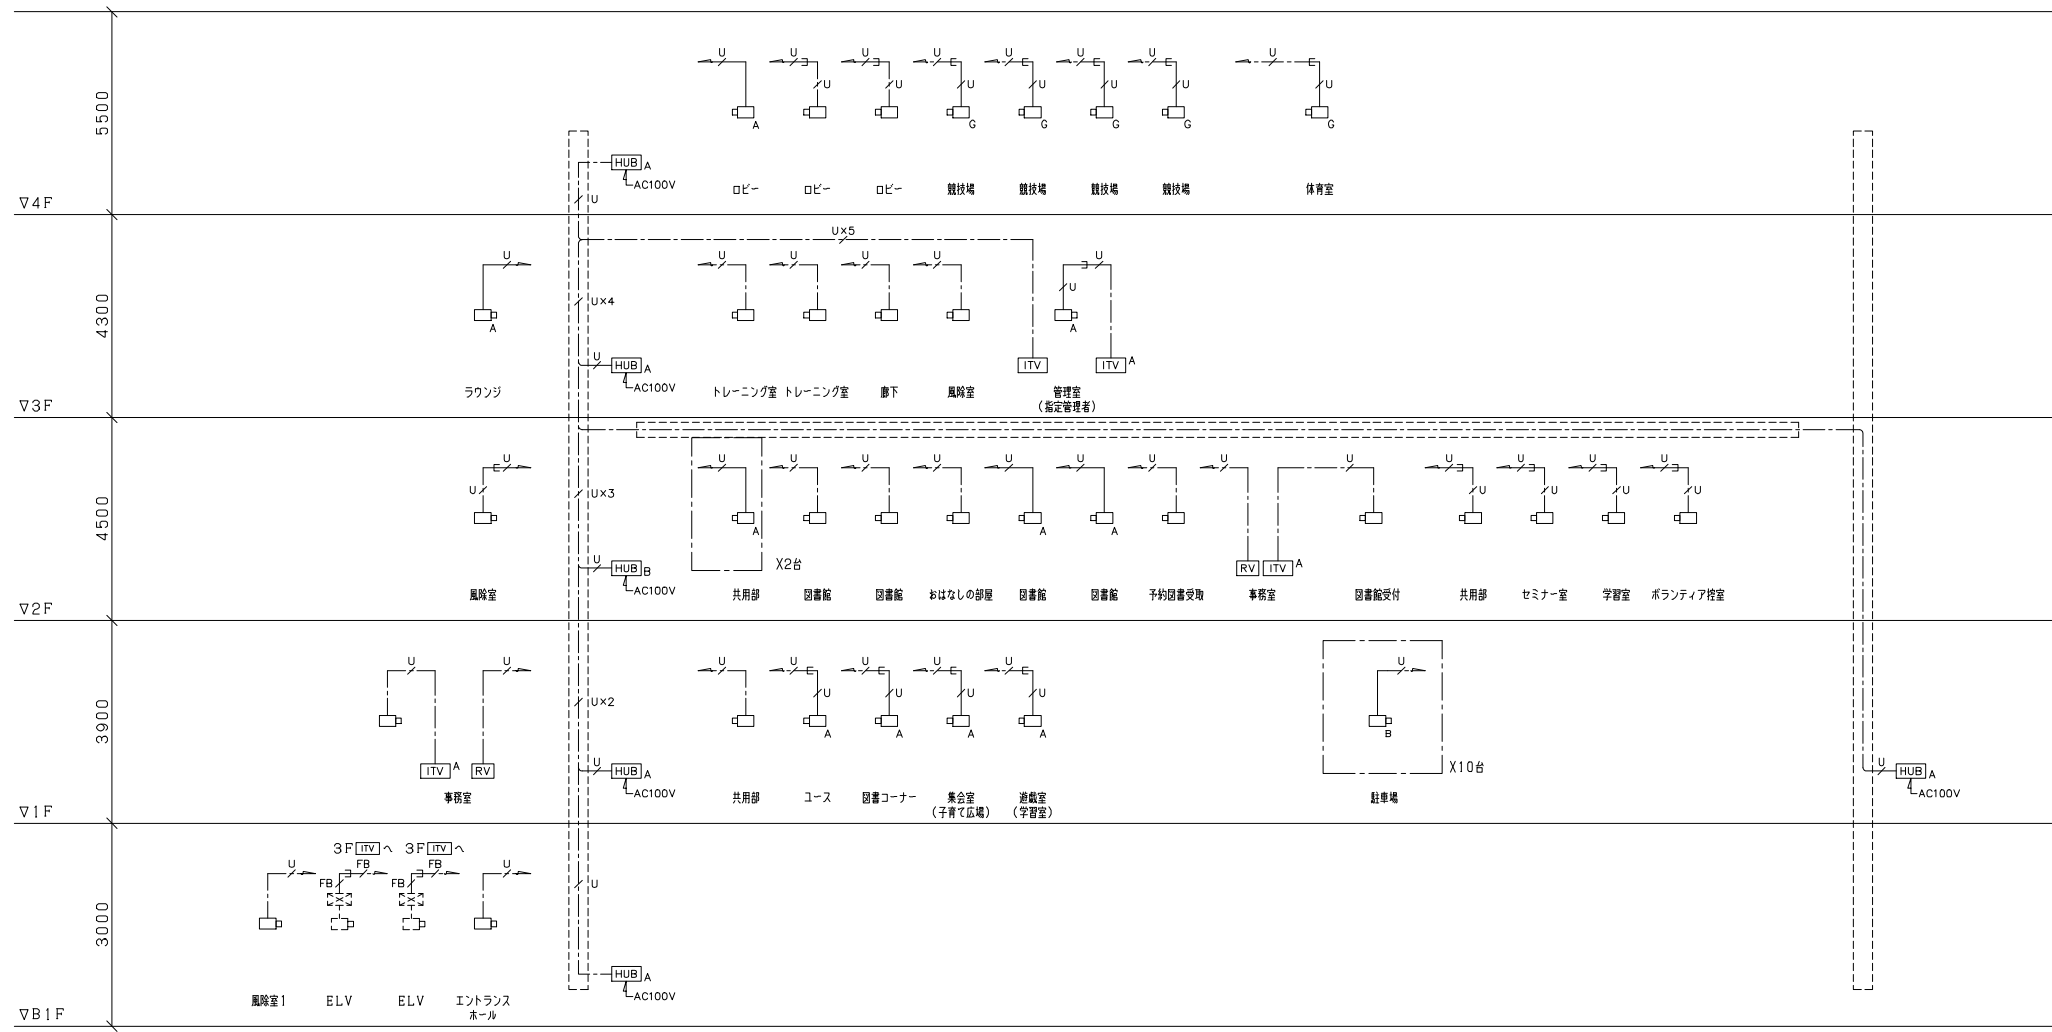 U U U U U U U U
U U U U U U U
5500
A G G G G G
HUB A
AC100V
ロビー ロビー ロビー 競技場 競技場 競技場 競技場 体育室
U
▽4F
U×5
U U U U U U
U
4300
U×4
A A
U HUB A ITV ITV A
AC100V
ラウンジ トレーニング室 トレーニング室 廊下 風除室 管理室
(指定管理者)
▽3F
U U U U U U U U U U U U U U
U U×3 U U U U
4500
A A A
U HUB B X2台 RV ITV A
AC100V
風除室 共用部 図書館 図書館 おはなしの部屋 図書館 図書館 予約図書受取 事務室 図書館受付 共用部 セミナー室 学習室 ボランティア控室
▽2F
U U U U U U U U
U×2 U U U U
3900
A A A A B
ITV A RV U HUB A X10台 U HUB A
AC100V AC100V
事務室 共用部 ユース 図書コーナー 集会室 遊戯室 駐車場
(子育て広場) (学習室)
▽1F
3F ITV へ 3F ITV へ
U FB FB U
FB FB U
3000
HUB A
AC100V
風除室1 ELV ELV エントランス
ホール
▽B1F